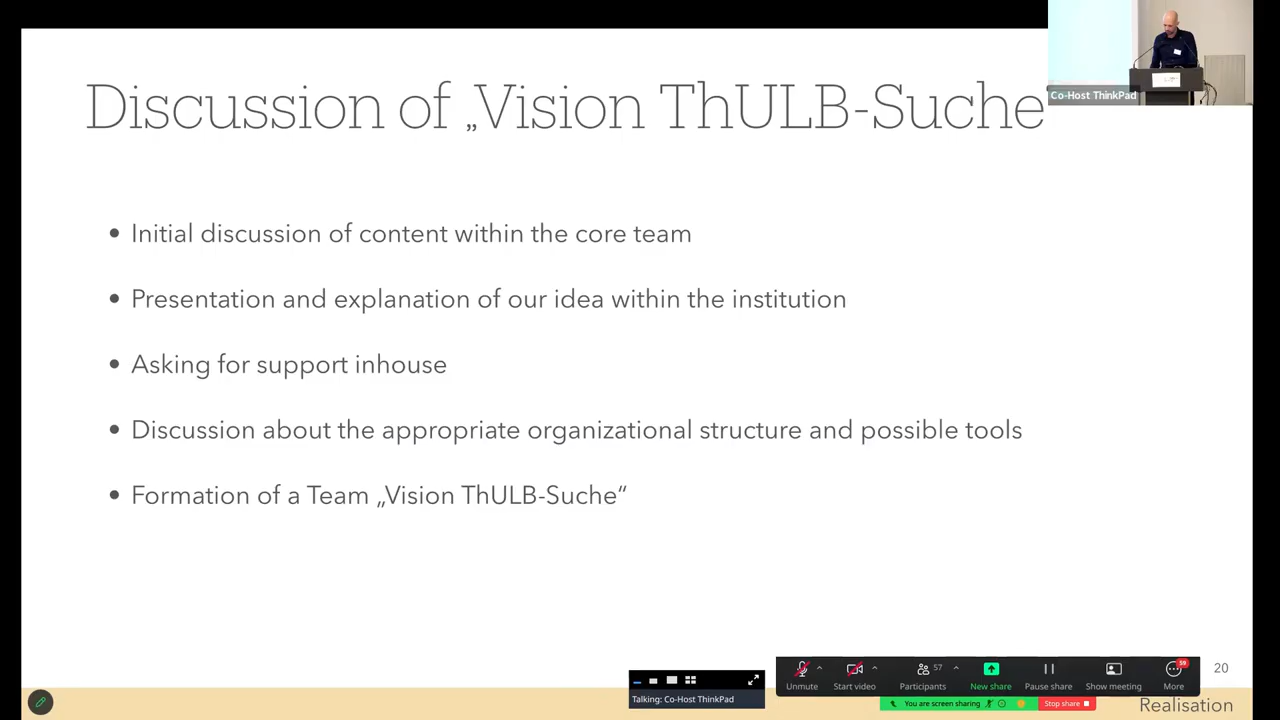 Discussion of „Vision ThULB-Suche
Co-Host ThinkPad
• Initial discussion of content within the core team
• Presentation and explanation of our idea within the institution
• Asking for support inhouse
• Discussion about the appropriate organizational structure and possible tools
• Formation of a Team „Vision ThULB-Suche“
20
Realisation
Talking: Co-Host ThinkPad
Unmute
Start video
57
Participants
New share
Pause share
Show meeting
59
More
You are screen sharing
Stop share